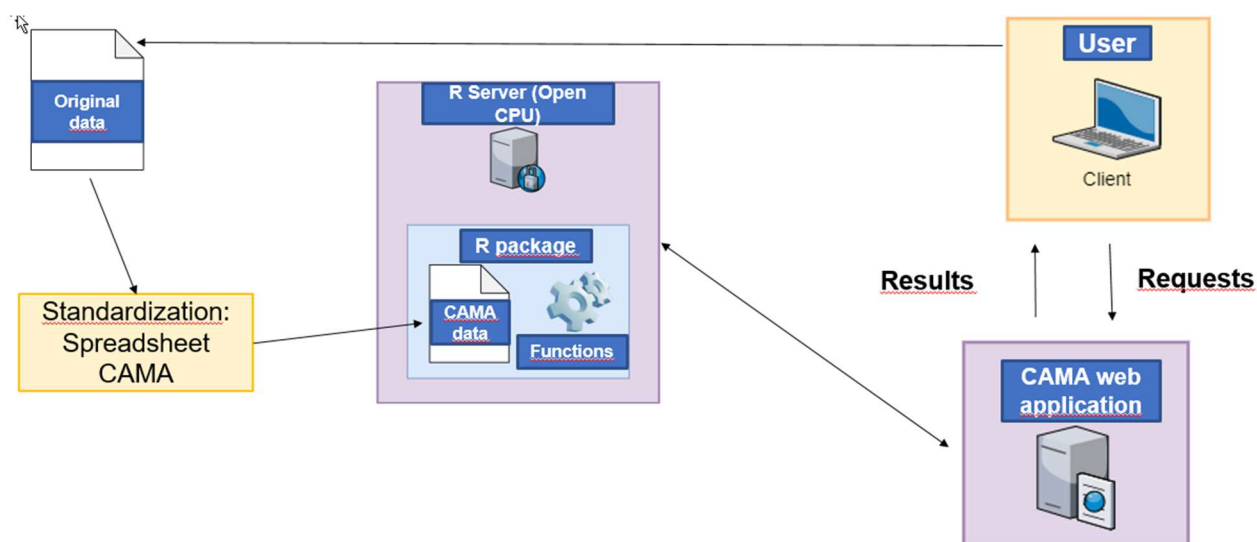 Original
data
R Server (Open
CPU)
User
Client
R package
CAMA
data
Functions
Standardization:
Spreadsheet
CAMA
Results
Requests
CAMA web
application